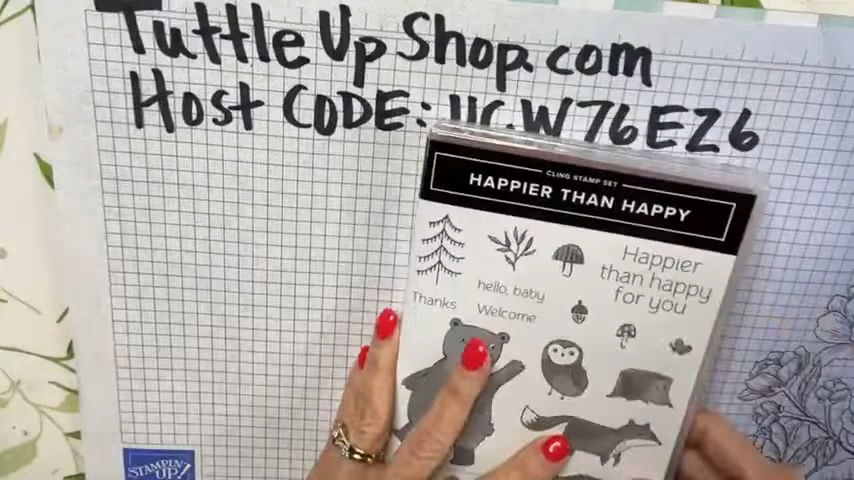 TuttleUpShop.com
Host CODE: UCW76EZ6
CLING STAMP SET
HAPPIER THAN HAPPY
Happier
than happy
for you
hello, baby
Thanks
Welcome
STAMPIN' UP!